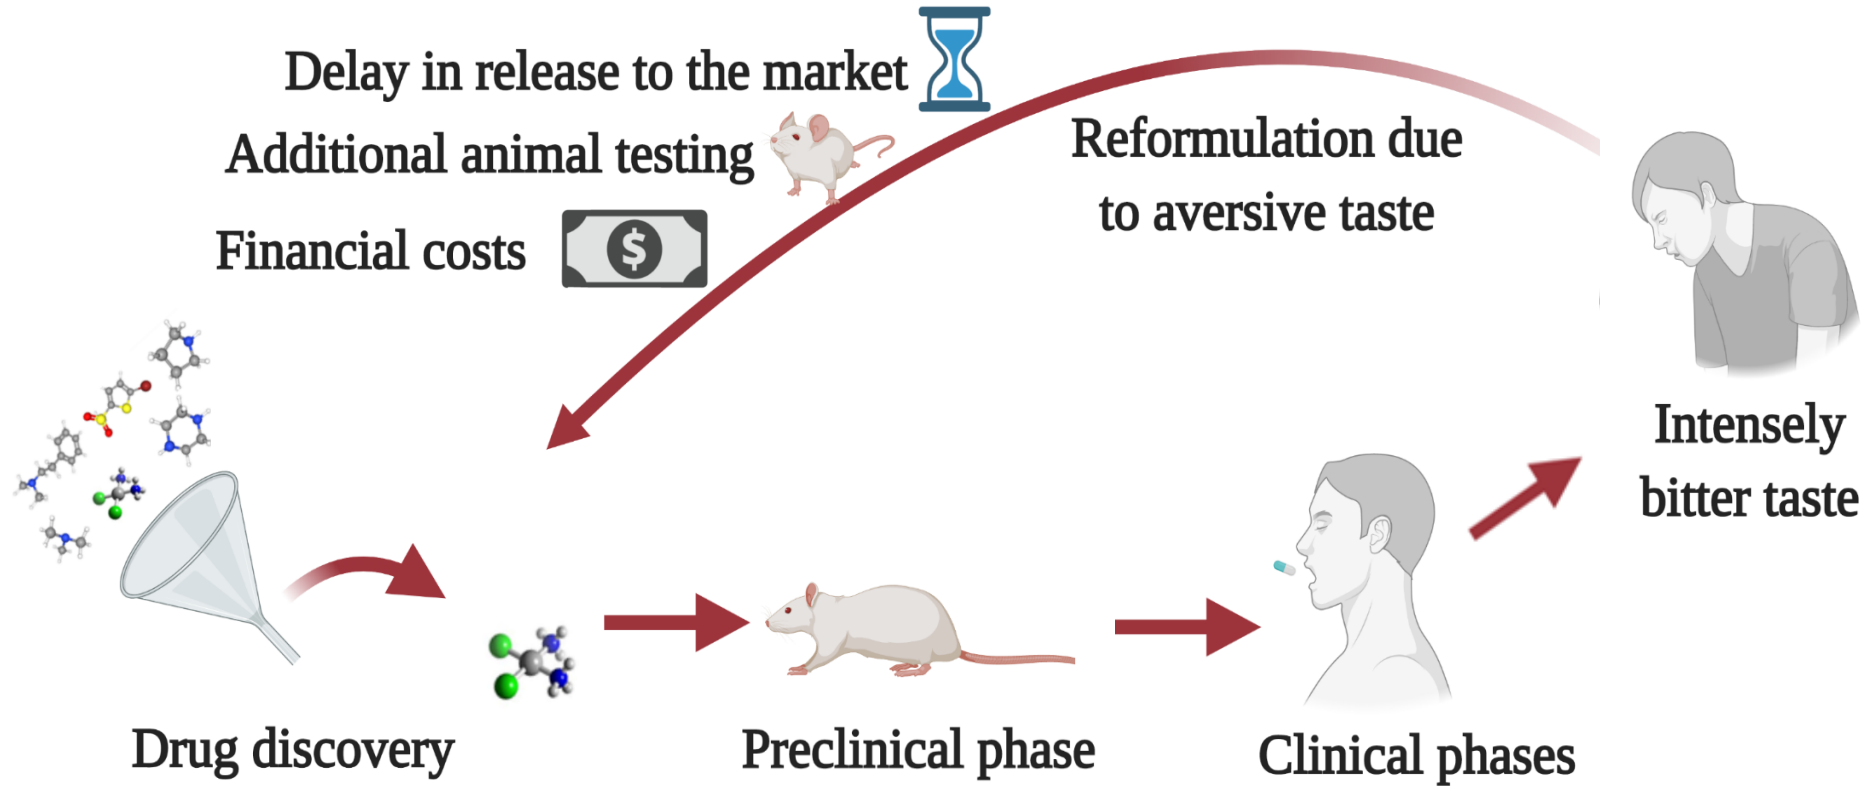 Delay in release to the market
Additional animal testing
Financial costs
$
Reformulation due
to aversive taste
Intensely
bitter taste
Drug discovery
Preclinical phase
Clinical phases